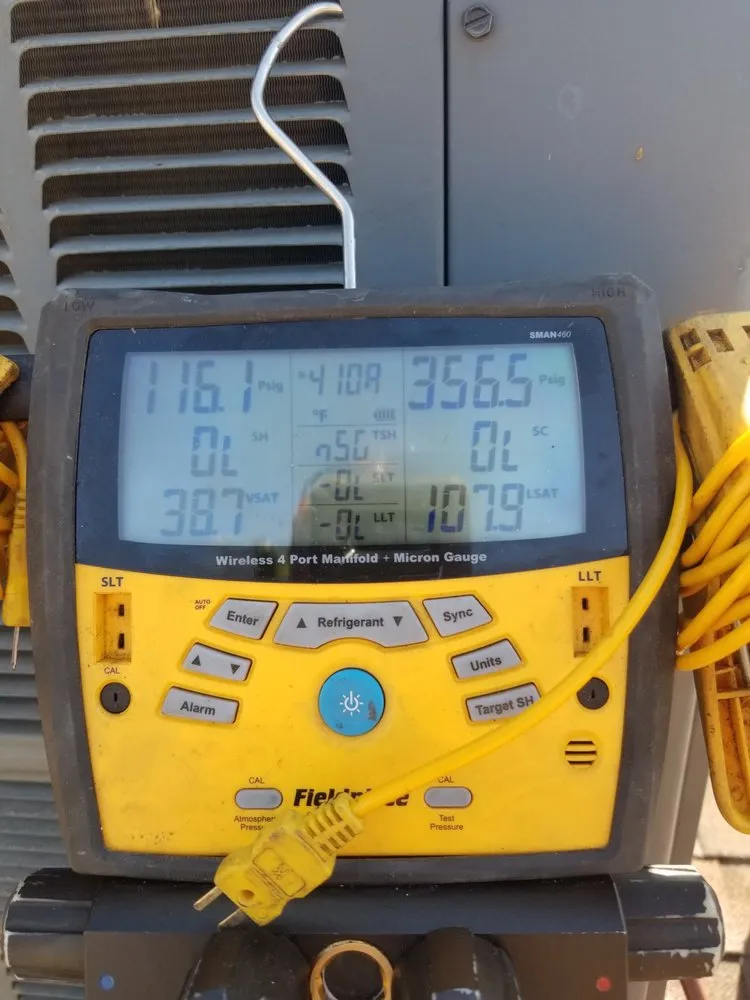 LOW HIGH
SMAN460
116.1 Psig 410A 356.5 Psig
°F
0L SH nSC TSH 0L SC
-0L SLT
38.7 VSAT -0L LLT 107.9 LSAT
Wireless 4 Port Manifold + Micron Gauge
SLT LLT
AUTO OFF Enter ▲ Refrigerant ▼ Sync
▲ ▼ Units
CAL
Alarm Target SH
CAL Fieldpiece CAL
Atmospheric Test
Pressure Pressure